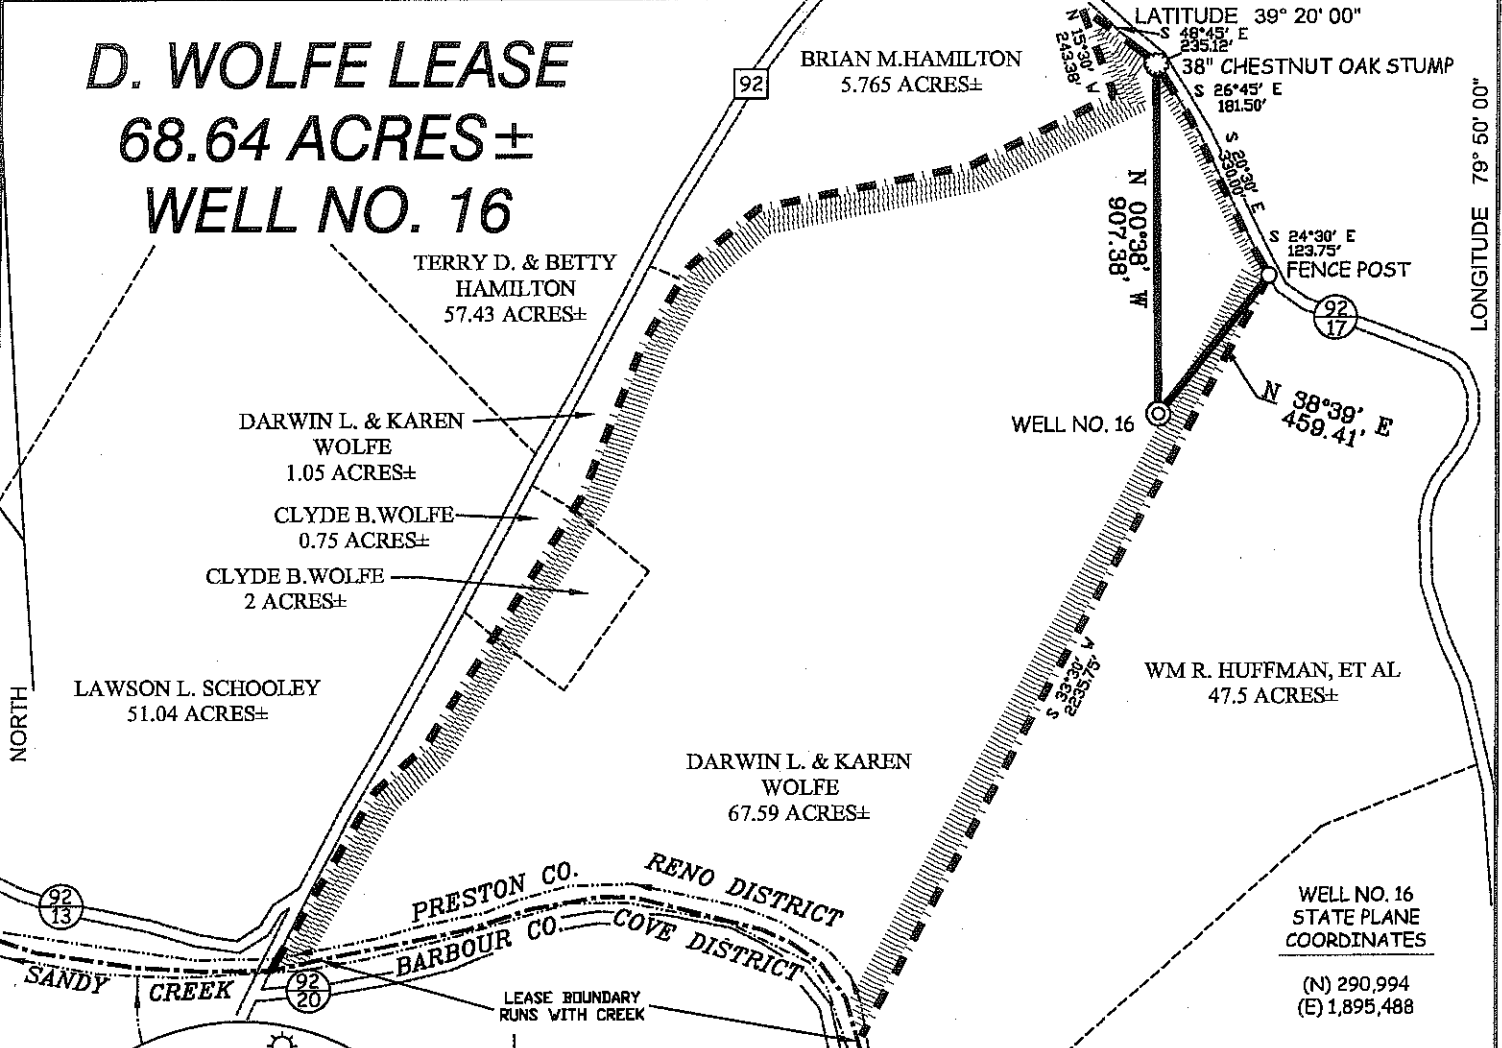 D. WOLFE LEASE
68.64 ACRES±
WELL NO. 16
LATITUDE 39° 20' 00"
LONGITUDE 79° 50' 00"
BRIAN M.HAMILTON
5.765 ACRES±
N 15°30' W
243.38'
S 48°45' E
235.12'
38" CHESTNUT OAK STUMP
S 26°45' E
181.50'
S 20°30' E
330.00'
S 24°30' E
123.75'
FENCE POST
92
92
17
N 00°38' W
907.38'
N 38°39' E
459.41'
WELL NO. 16
TERRY D. & BETTY
HAMILTON
57.43 ACRES±
DARWIN L. & KAREN
WOLFE
1.05 ACRES±
CLYDE B.WOLFE
0.75 ACRES±
CLYDE B.WOLFE
2 ACRES±
LAWSON L. SCHOOLEY
51.04 ACRES±
NORTH
S 33°30' W
2235.75'
WM R. HUFFMAN, ET AL
47.5 ACRES±
DARWIN L. & KAREN
WOLFE
67.59 ACRES±
92
13
PRESTON CO.
RENO DISTRICT
BARBOUR CO.
COVE DISTRICT
SANDY CREEK
92
20
LEASE BOUNDARY
RUNS WITH CREEK
WELL NO. 16
STATE PLANE
COORDINATES
(N) 290,994
(E) 1,895,488